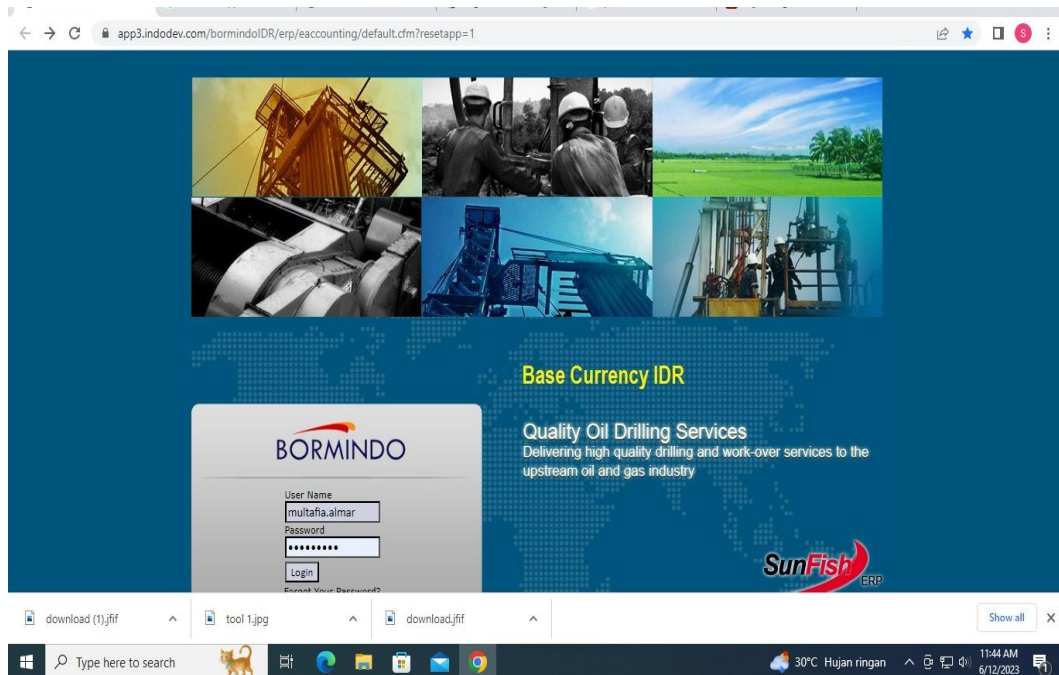 app3.indodev.com/bormindoIDR/erp/eaccounting/default.cfm?resetapp=1
S
Base Currency IDR
Quality Oil Drilling Services
Delivering high quality drilling and work-over services to the
upstream oil and gas industry
BORMINDO
User Name
multafia.almar
Password
Login
Forgot Your Password?
SunFish
ERP
download (1).jfif
tool 1.jpg
download.jfif
Show all
Type here to search
30°C Hujan ringan
11:44 AM
6/12/2023
1